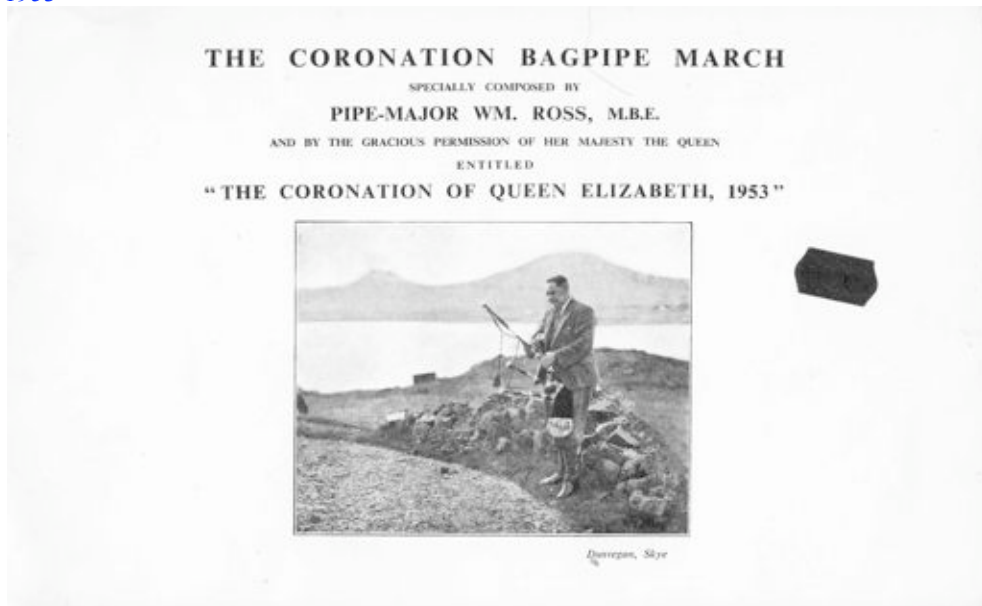 THE CORONATION BAGPIPE MARCH
SPECIALLY COMPOSED BY
PIPE-MAJOR WM. ROSS, M.B.E.
AND BY THE GRACIOUS PERMISSION OF HER MAJESTY THE QUEEN
ENTITLED
“THE CORONATION OF QUEEN ELIZABETH, 1953”
Dunvegan, Skye